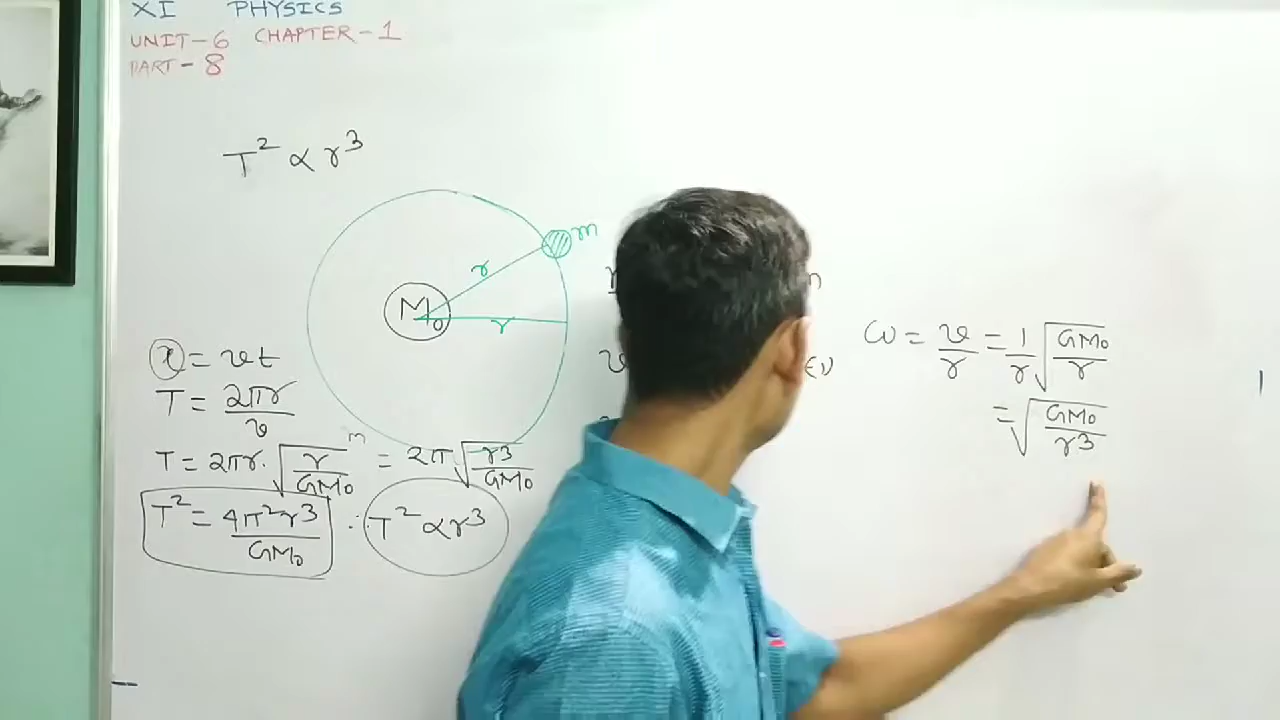 XI PHYSICS
UNIT-6 CHAPTER-1
PART-8
T² ∝ r³
m
r
M₀
r
x = vt
T = 2πr/v
T = 2πr.√(r/GM₀) = 2π√(r³/GM₀)
T² = 4π²r³/GM₀ ∴ T² ∝ r³
ω = v/r = 1/r √(GM₀/r)
= √(GM₀/r³)